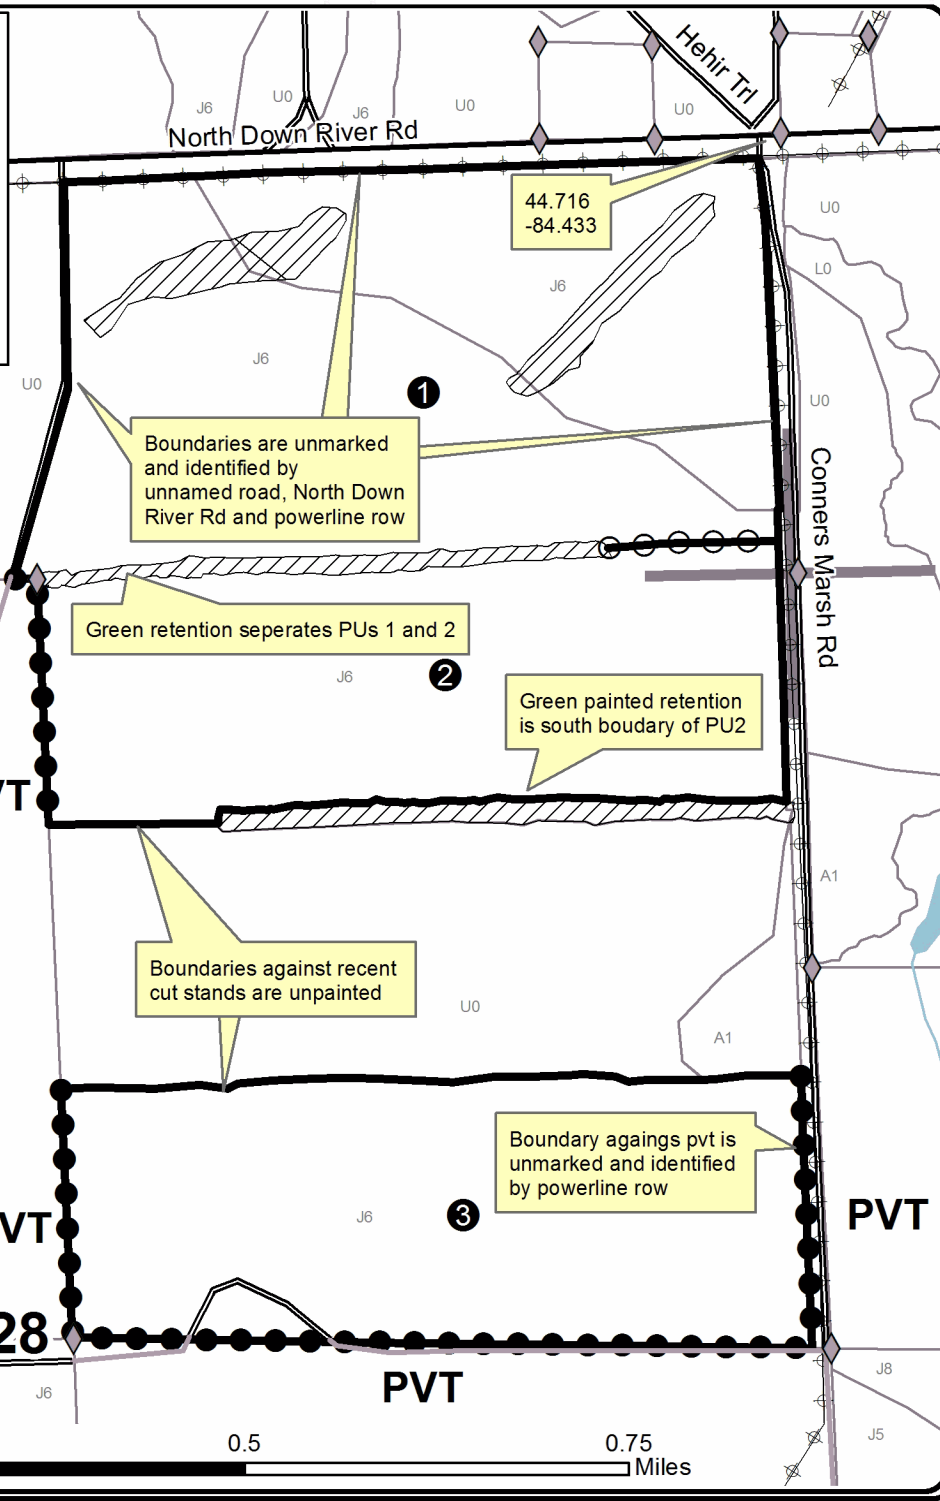 Hehir Trl
J6
U0
J6
U0
U0
North Down River Rd
44.716
-84.433
U0
L0
J6
J6
U0
U0
Boundaries are unmarked
and identified by
unnamed road, North Down
River Rd and powerline row
1
Conners Marsh Rd
Green retention seperates PUs 1 and 2
J6
2
Green painted retention
is south boudary of PU2
VT
A1
Boundaries against recent
cut stands are unpainted
U0
A1
Boundary agaings pvt is
unmarked and identified
by powerline row
J6
3
VT
PVT
28
PVT
J6
J8
J5
0.5
0.75
Miles